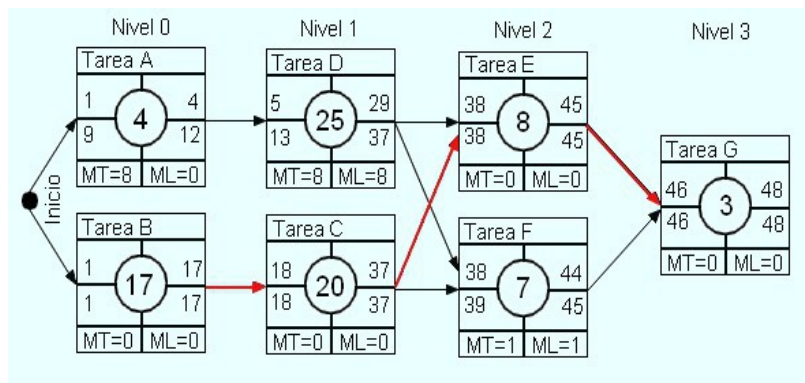 Nivel 0
Nivel 1
Nivel 2
Nivel 3
Inicio
Tarea A
1 4
4
9 12
MT=8 ML=0
Tarea D
5 29
25
13 37
MT=8 ML=8
Tarea E
38 45
8
38 45
MT=0 ML=0
Tarea G
46 48
3
46 48
MT=0 ML=0
Tarea B
1 17
17
1 17
MT=0 ML=0
Tarea C
18 37
20
18 37
MT=0 ML=0
Tarea F
38 44
7
39 45
MT=1 ML=1